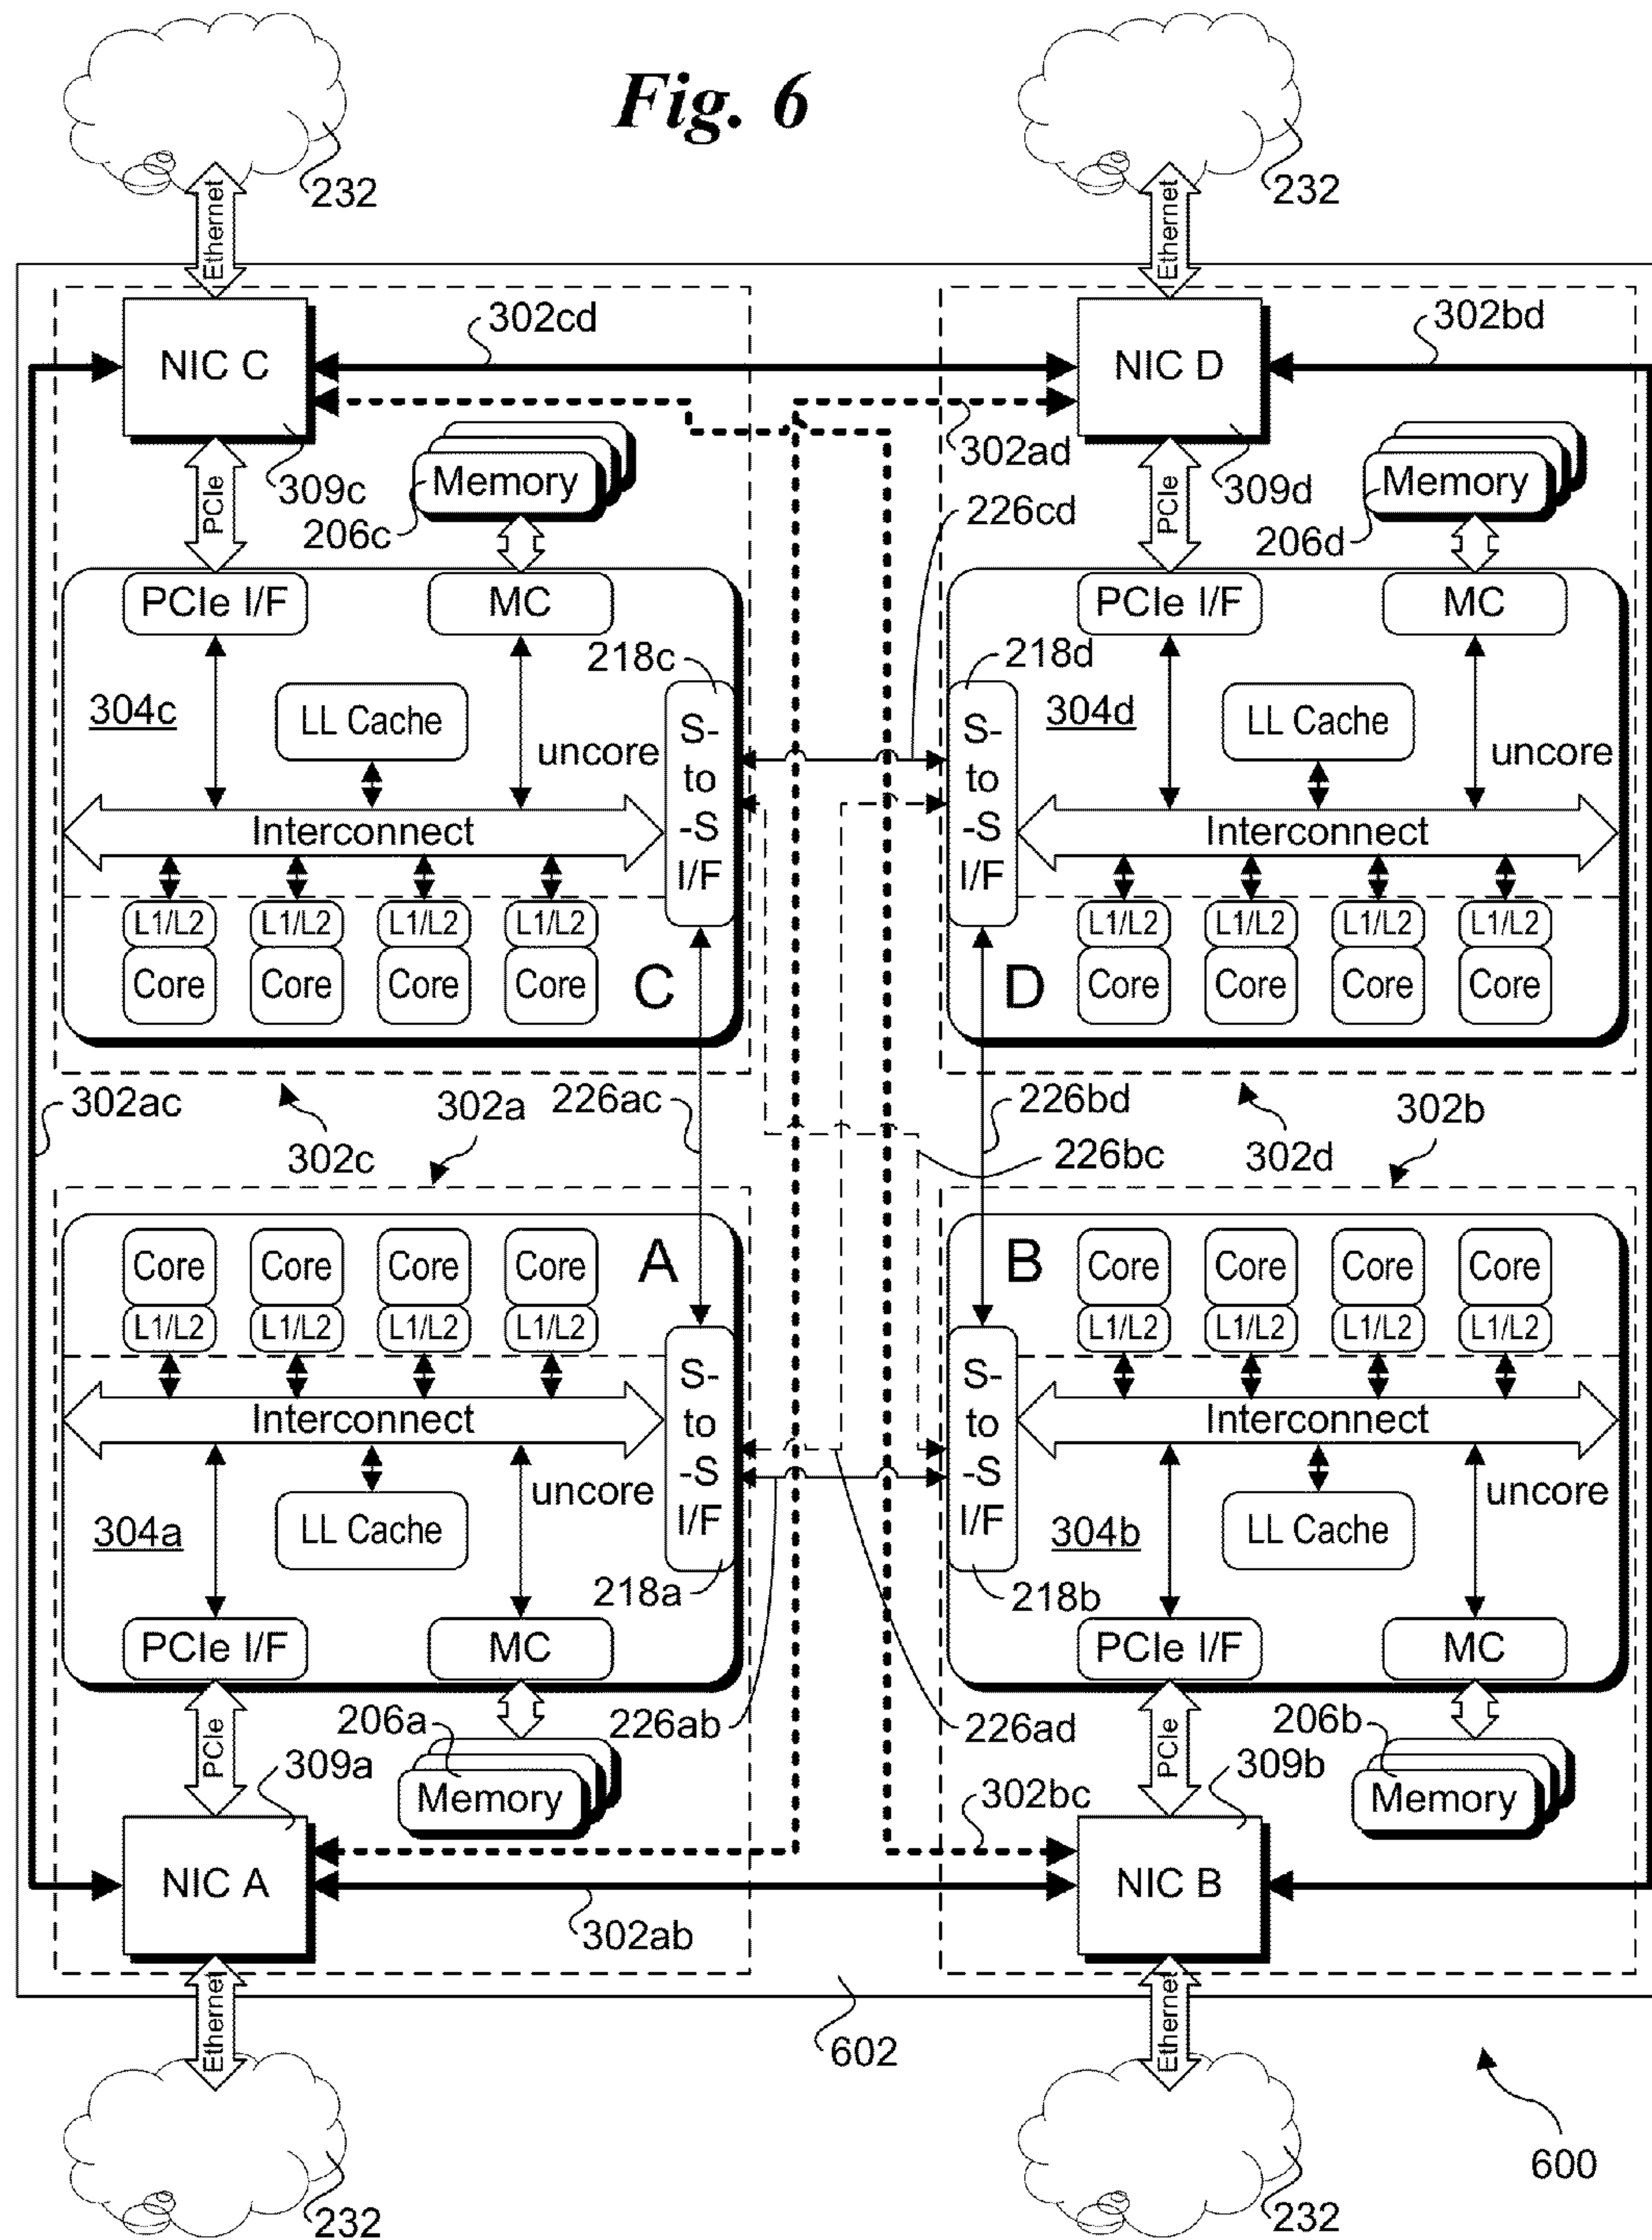 Fig. 6
232
232
Ethernet
Ethernet
302cd
302bd
NIC C
NIC D
302ad
309c
Memory
226cd
309d
Memory
PCIe
PCIe
206c
206d
PCIe I/F
MC
PCIe I/F
MC
218c
218d
304c
LL Cache
uncore
S-
to
-S
I/F
S-
to
-S
I/F
304d
LL Cache
uncore
Interconnect
Interconnect
L1/L2
L1/L2
L1/L2
L1/L2
L1/L2
L1/L2
L1/L2
L1/L2
Core
Core
Core
Core
C
D
Core
Core
Core
Core
302ac
302c
302a
226ac
226bd
226bc
302d
302b
Core
Core
Core
Core
A
B
Core
Core
Core
Core
L1/L2
L1/L2
L1/L2
L1/L2
L1/L2
L1/L2
L1/L2
L1/L2
Interconnect
S-
to
-S
I/F
S-
to
-S
I/F
Interconnect
304a
LL Cache
uncore
304b
LL Cache
uncore
218a
218b
PCIe I/F
MC
PCIe I/F
MC
PCIe
206a
226ab
226ad
PCIe
206b
309a
Memory
302bc
309b
Memory
NIC A
NIC B
302ab
Ethernet
Ethernet
602
232
232
600